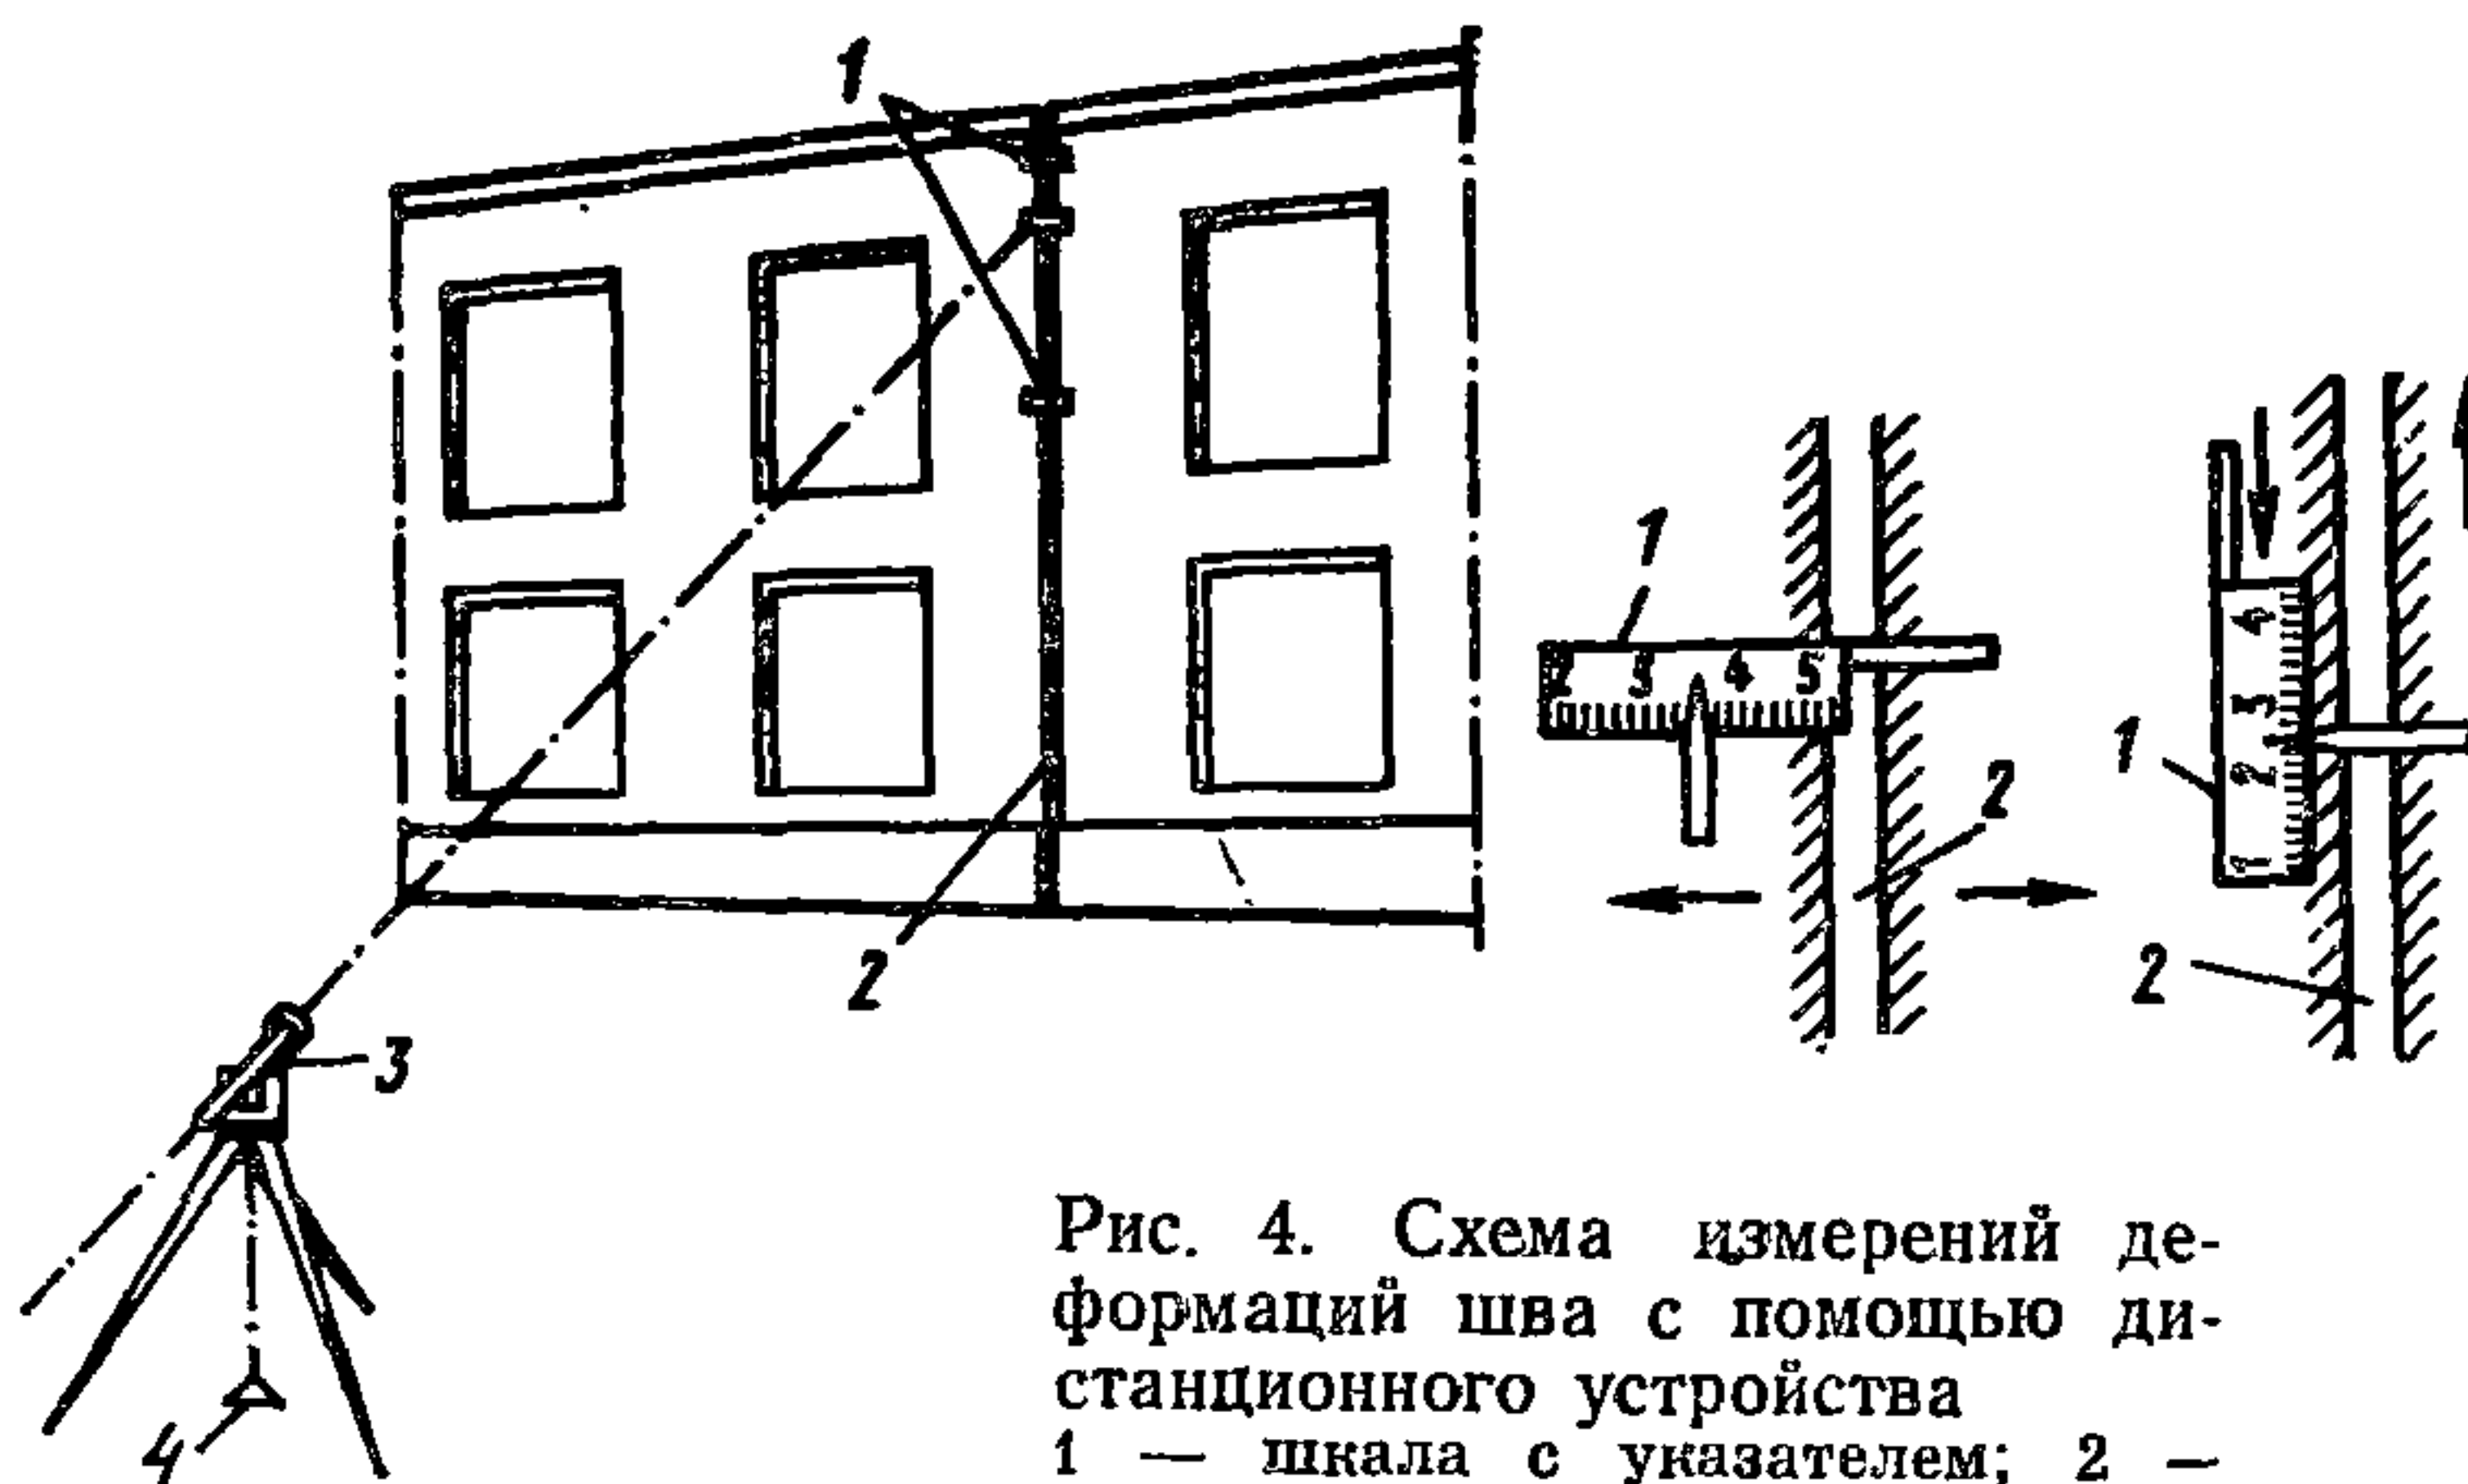 1
1
1
2
3 4 5
4
3
2
1
2
2
2
3
4
Рис. 4. Схема измерений де-
формаций шва с помощью ди-
станционного устройства
1 — шкала с указателем; 2 —